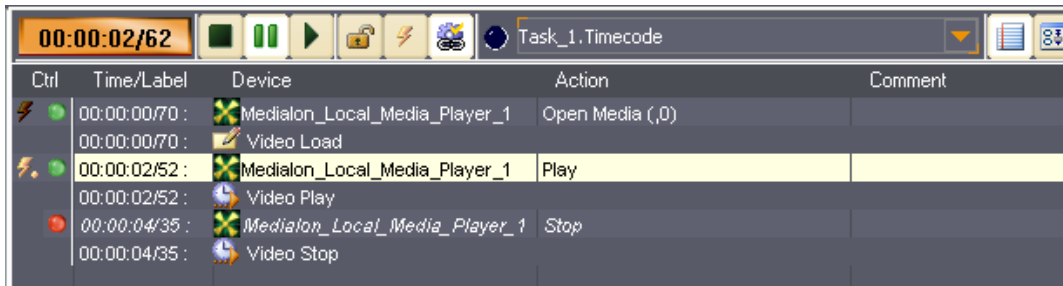 00:00:02/62 Task_1.Timecode
Ctrl Time/Label Device Action Comment
00:00:00/70 : Medialon_Local_Media_Player_1 Open Media (,0)
00:00:00/70 : Video Load
00:00:02/52 : Medialon_Local_Media_Player_1 Play
00:00:02/52 : Video Play
00:00:04/35 : Medialon_Local_Media_Player_1 Stop
00:00:04/35 : Video Stop